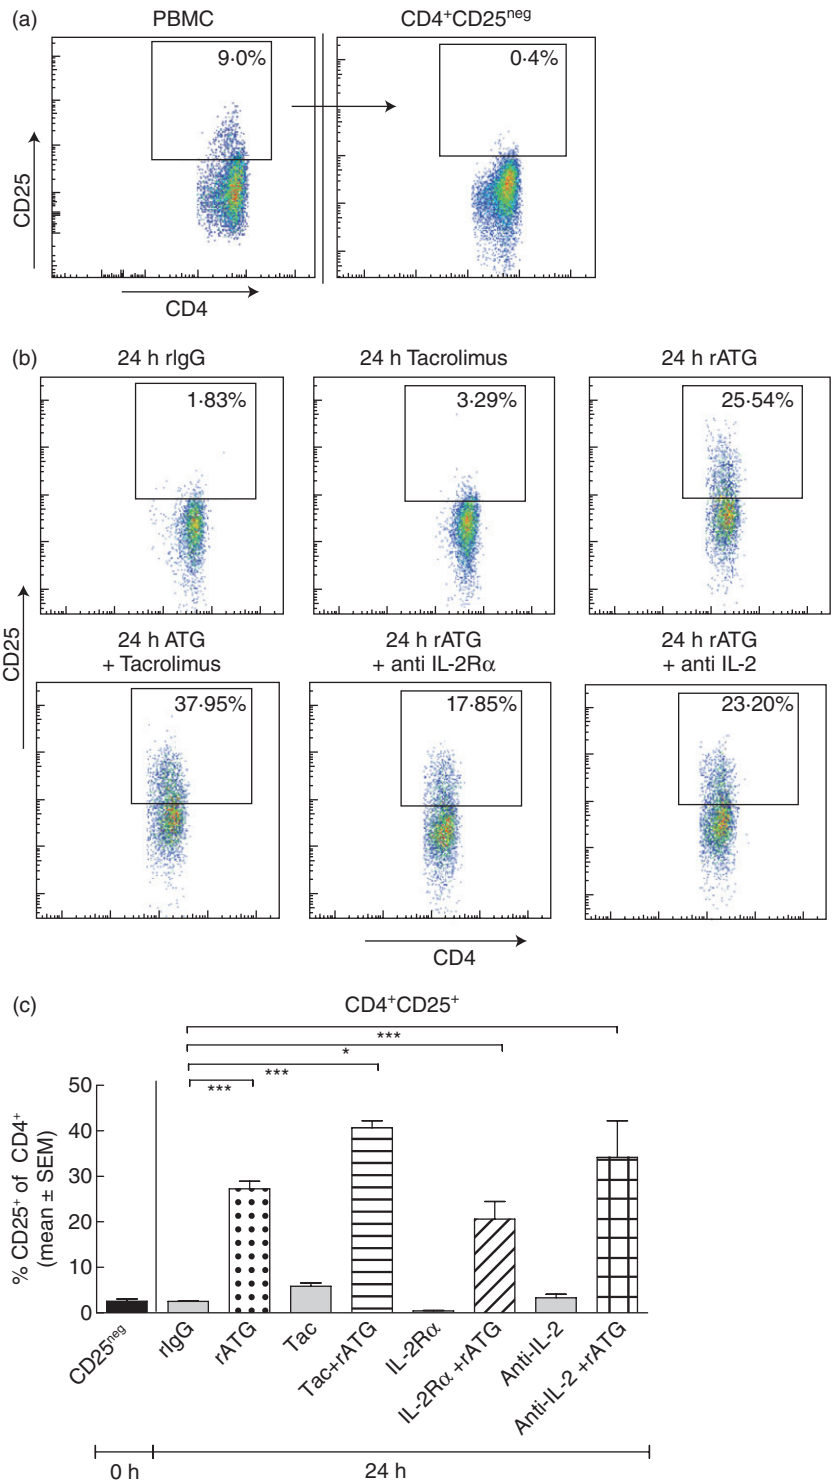 (a)
PBMC
CD4+CD25neg
9·0%
0·4%
CD25
CD4
(b)
24 h rIgG
24 h Tacrolimus
24 h rATG
1·83%
3·29%
25·54%
24 h ATG
+ Tacrolimus
24 h rATG
+ anti IL-2Rα
24 h rATG
+ anti IL-2
37·95%
17·85%
23·20%
CD25
CD4
(c)
CD4+CD25+
***
*
***
***
% CD25+ of CD4+
(mean ± SEM)
50
40
30
20
10
0
CD25neg
rIgG
rATG
Tac
Tac+rATG
IL-2Rα
IL-2Rα +rATG
Anti-IL-2
Anti-IL-2 +rATG
0 h
24 h